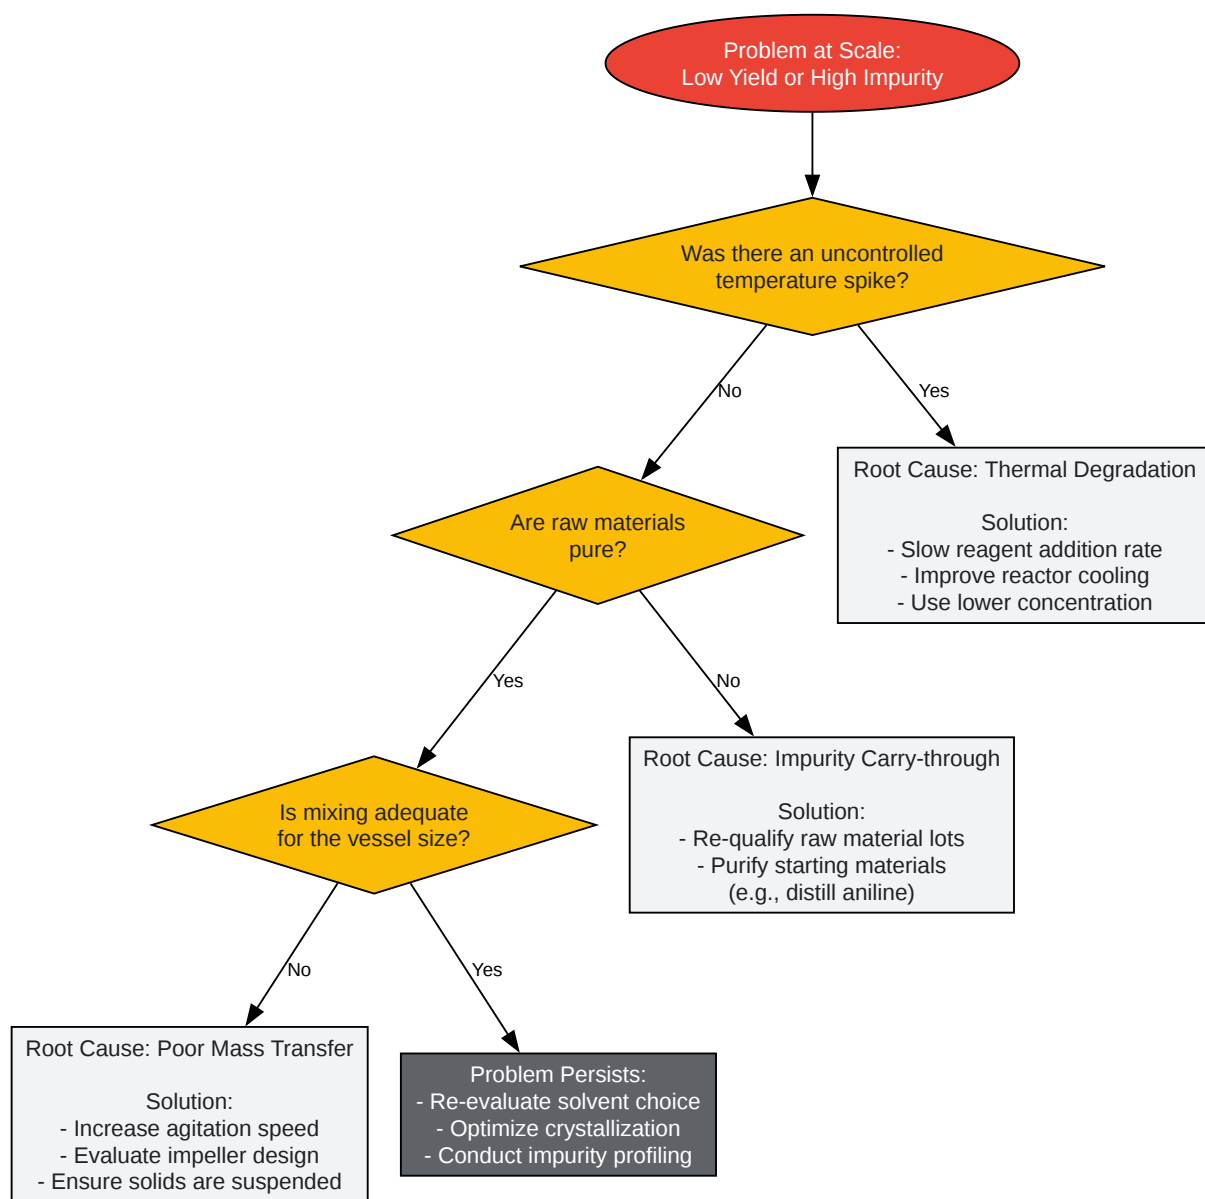 Problem at Scale:
Low Yield or High Impurity
Was there an uncontrolled
temperature spike?
No
Yes
Are raw materials
pure?
Root Cause: Thermal Degradation
Solution:
- Slow reagent addition rate
- Improve reactor cooling
- Use lower concentration
Yes
No
Is mixing adequate
for the vessel size?
Root Cause: Impurity Carry-through
Solution:
- Re-qualify raw material lots
- Purify starting materials
(e.g., distill aniline)
No
Yes
Root Cause: Poor Mass Transfer
Solution:
- Increase agitation speed
- Evaluate impeller design
- Ensure solids are suspended
Problem Persists:
- Re-evaluate solvent choice
- Optimize crystallization
- Conduct impurity profiling